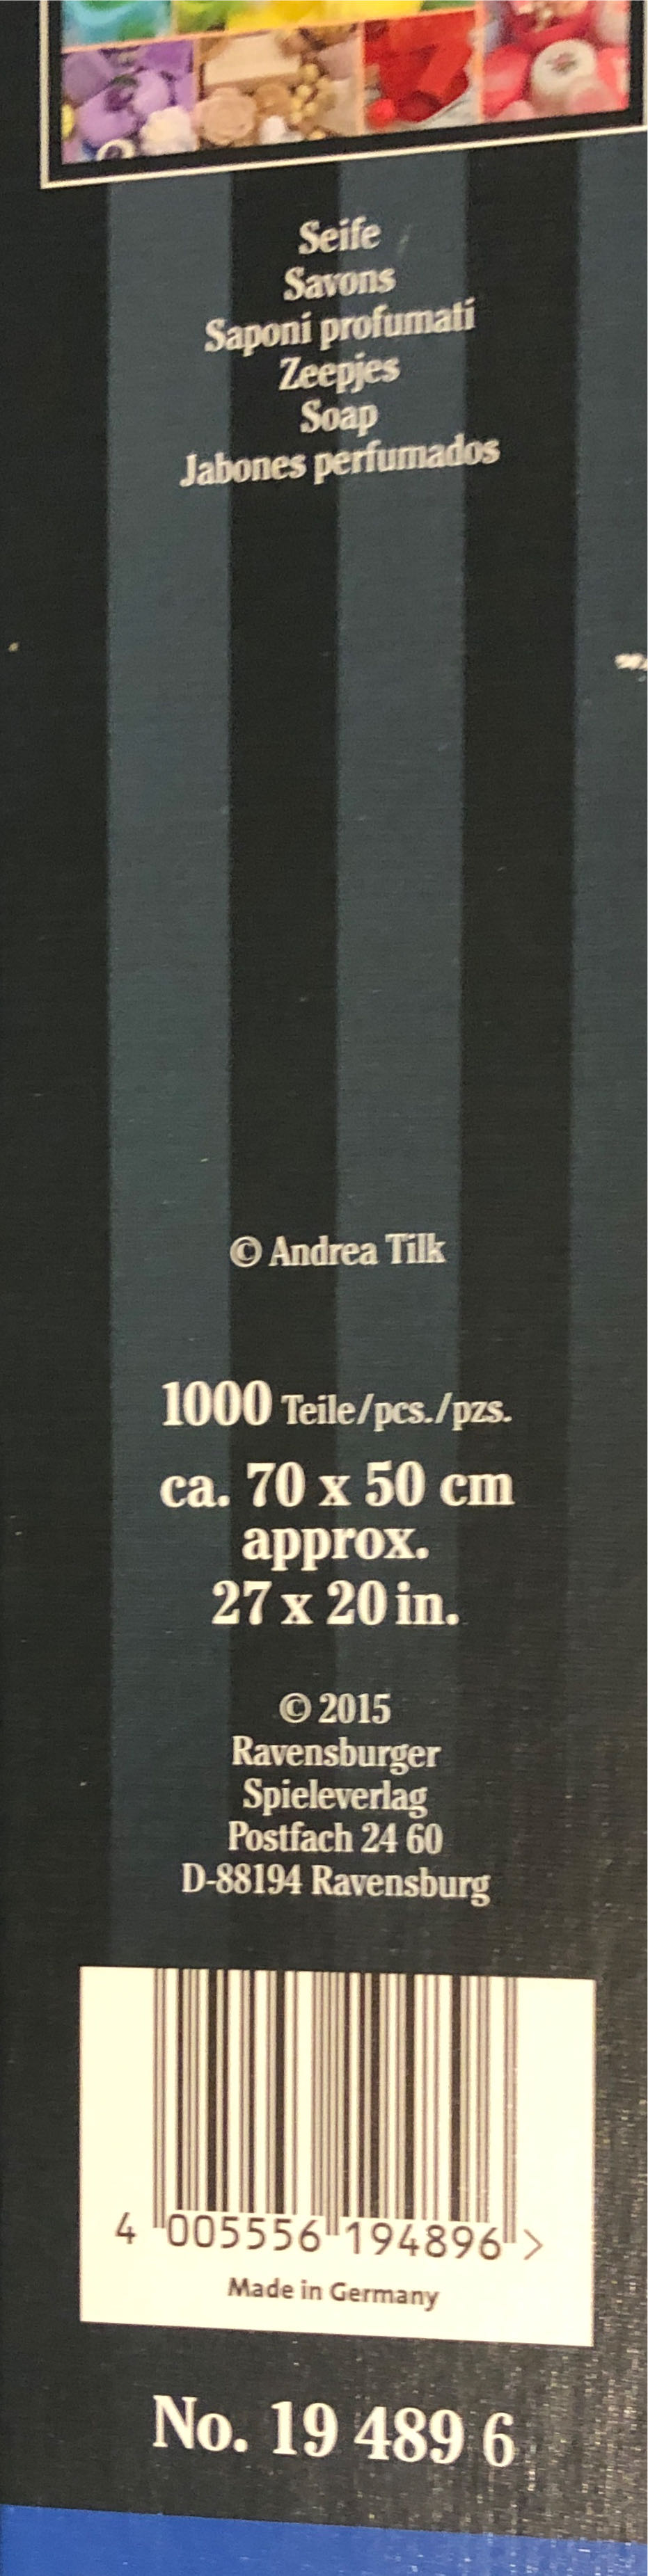 Seife
Savons
Saponi profumati
Zeepjes
Soap
Jabones perfumados
© Andrea Tilk
1000 Teile/pcs./pzs.
ca. 70 x 50 cm
approx.
27 x 20 in.
© 2015
Ravensburger
Spieleverlag
Postfach 24 60
D-88194 Ravensburg
4 005556 194896 >
Made in Germany
No. 19 489 6